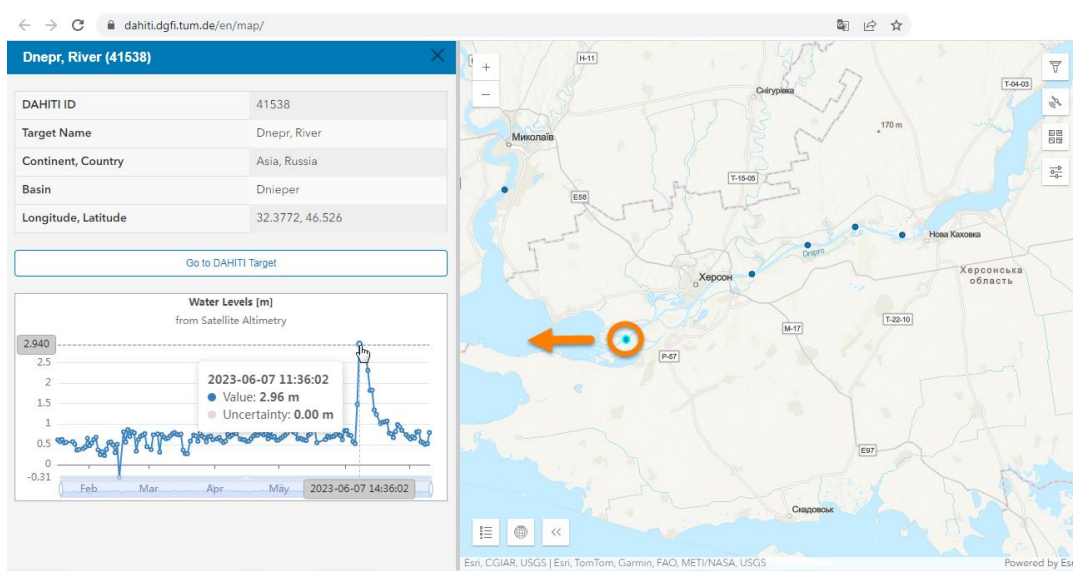 dahiti.dgfi.tum.de/en/map/
Dnepr, River (41538)
DAHITI ID 41538
Target Name Dnepr, River
Continent, Country Asia, Russia
Basin Dnieper
Longitude, Latitude 32.3772, 46.526
Go to DAHITI Target
Water Levels [m]
from Satellite Altimetry
2.940
2.5
2
1.5
1
0.5
0
-0.31
2023-06-07 11:36:02
Value: 2.96 m
Uncertainty: 0.00 m
Feb Mar Apr May 2023-06-07 14:36:02
+
−
H-11
Снігурівка
T-04-03
170 m
Миколаїв
T-15-05
E58
Нова Каховка
Dnipro
Херсон
Херсонська
область
M-17
T-22-10
P-57
E97
Скадовськ
<<
Esri, CGIAR, USGS | Esri, TomTom, Garmin, FAO, METI/NASA, USGS
Powered by Esri